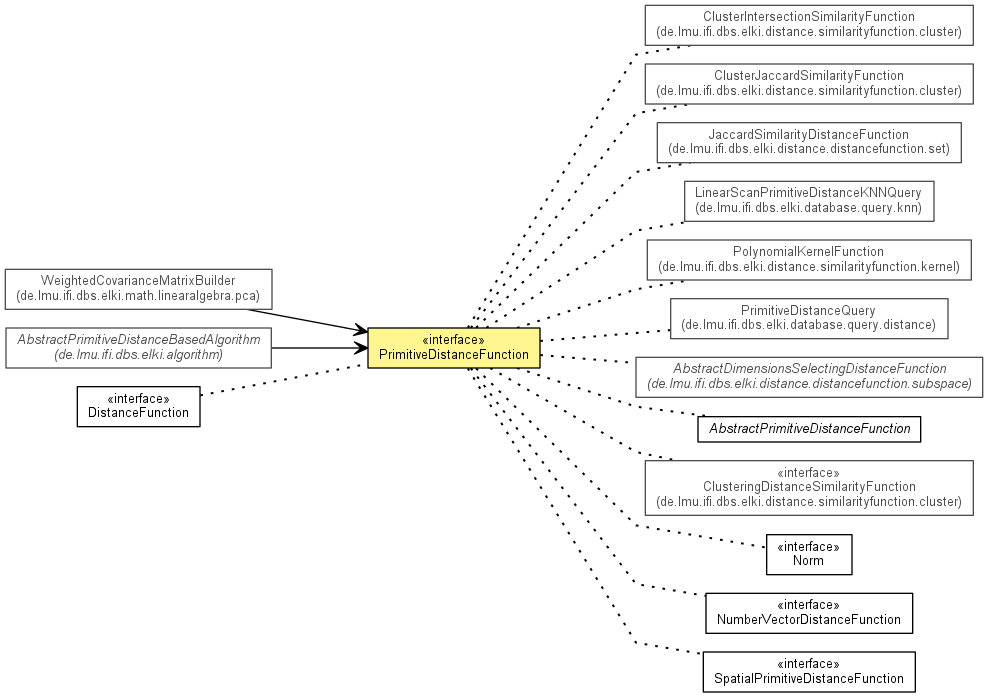 ClusterIntersectionSimilarityFunction
(de.lmu.ifi.dbs.elki.distance.similarityfunction.cluster)
ClusterJaccardSimilarityFunction
(de.lmu.ifi.dbs.elki.distance.similarityfunction.cluster)
JaccardSimilarityDistanceFunction
(de.lmu.ifi.dbs.elki.distance.distancefunction.set)
LinearScanPrimitiveDistanceKNNQuery
(de.lmu.ifi.dbs.elki.database.query.knn)
PolynomialKernelFunction
(de.lmu.ifi.dbs.elki.distance.similarityfunction.kernel)
WeightedCovarianceMatrixBuilder
(de.lmu.ifi.dbs.elki.math.linearalgebra.pca)
PrimitiveDistanceQuery
(de.lmu.ifi.dbs.elki.database.query.distance)
AbstractPrimitiveDistanceBasedAlgorithm
(de.lmu.ifi.dbs.elki.algorithm)
«interface»
PrimitiveDistanceFunction
AbstractDimensionsSelectingDistanceFunction
(de.lmu.ifi.dbs.elki.distance.distancefunction.subspace)
«interface»
DistanceFunction
AbstractPrimitiveDistanceFunction
«interface»
ClusteringDistanceSimilarityFunction
(de.lmu.ifi.dbs.elki.distance.similarityfunction.cluster)
«interface»
Norm
«interface»
NumberVectorDistanceFunction
«interface»
SpatialPrimitiveDistanceFunction